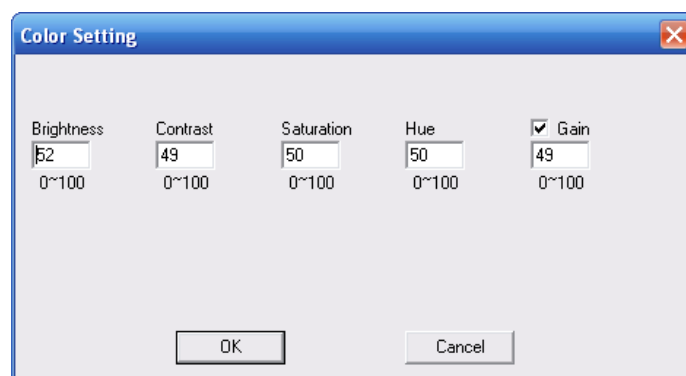 Color Setting
Brightness Contrast Saturation Hue Gain
52 49 50 50 49
0~100 0~100 0~100 0~100 0~100
OK Cancel